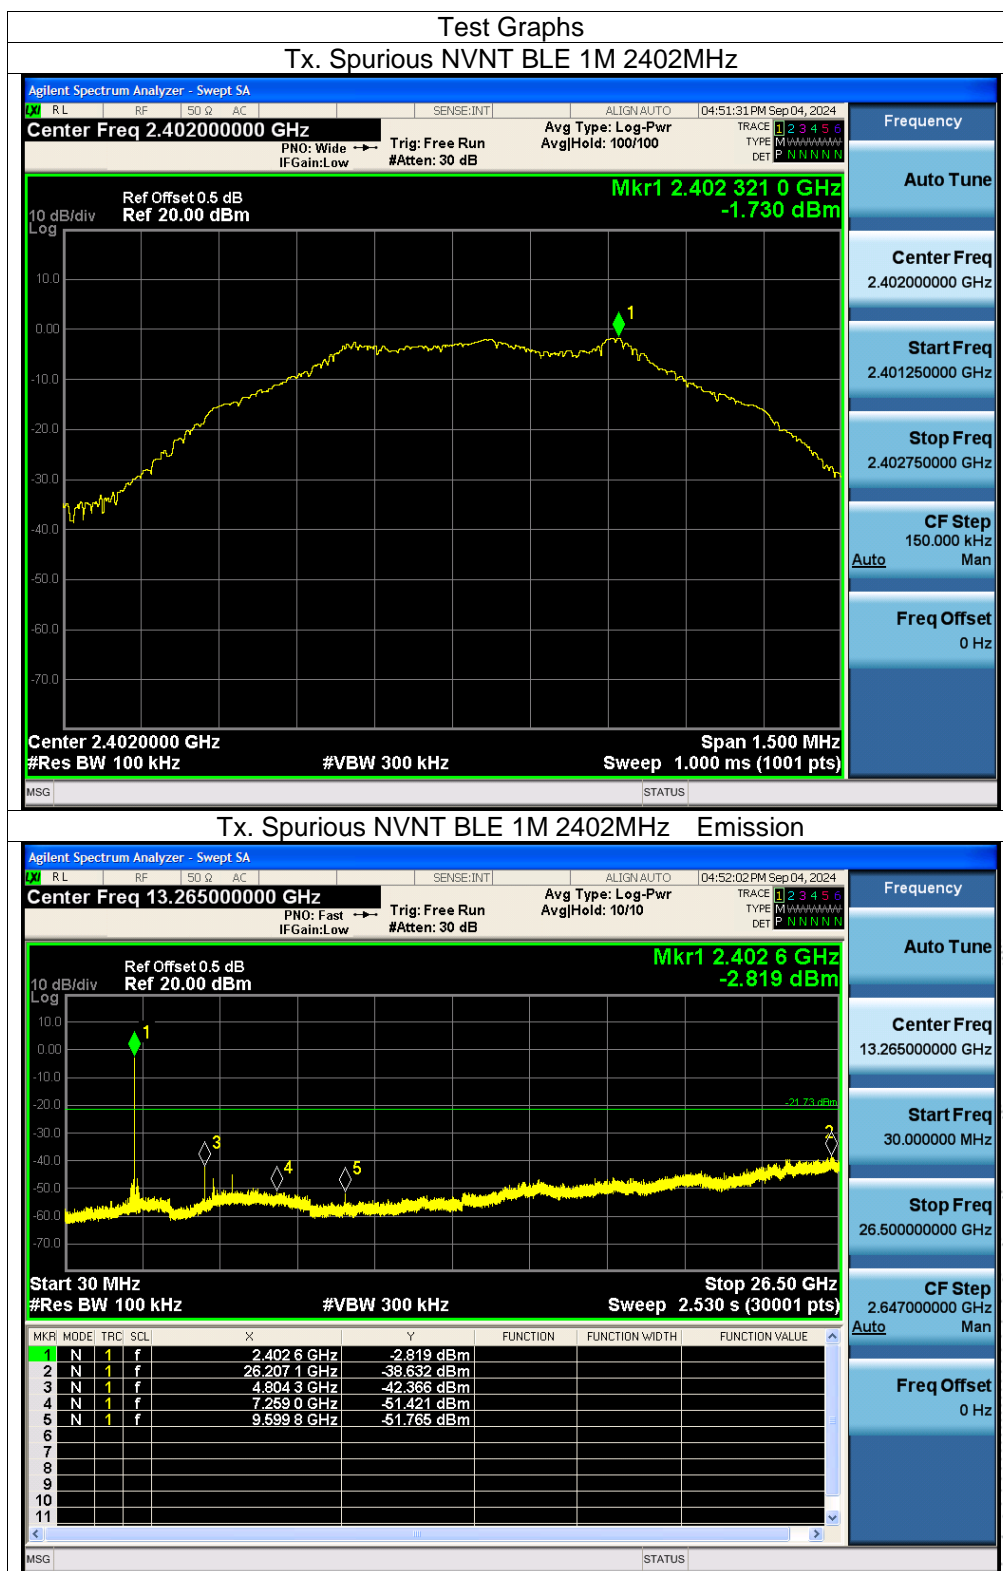 Test Graphs
Tx. Spurious NVNT BLE 1M 2402MHz
Agilent Spectrum Analyzer - Swept SA
LXI RL RF 50 Ω AC SENSE:INT ALIGN AUTO 04:51:31 PM Sep 04, 2024
Center Freq 2.402000000 GHz Avg Type: Log-Pwr TRACE 1 2 3 4 5 6
PNO: Wide Trig: Free Run Avg|Hold: 100/100 TYPE M WWWWW
IFGain:Low #Atten: 30 dB DET P N N N N N
Frequency
Auto Tune
Mkr1 2.402 321 0 GHz
Ref Offset 0.5 dB
10 dB/div Ref 20.00 dBm -1.730 dBm
Log
10.0
0.00
-10.0
-20.0
-30.0
-40.0
-50.0
-60.0
-70.0
1
Center Freq
2.402000000 GHz
Start Freq
2.401250000 GHz
Stop Freq
2.402750000 GHz
CF Step
150.000 kHz
Auto Man
Freq Offset
0 Hz
Center 2.4020000 GHz Span 1.500 MHz
#Res BW 100 kHz #VBW 300 kHz Sweep 1.000 ms (1001 pts)
MSG STATUS
Tx. Spurious NVNT BLE 1M 2402MHz Emission
Agilent Spectrum Analyzer - Swept SA
LXI RL RF 50 Ω AC SENSE:INT ALIGN AUTO 04:52:02 PM Sep 04, 2024
Center Freq 13.265000000 GHz Avg Type: Log-Pwr TRACE 1 2 3 4 5 6
PNO: Fast Trig: Free Run Avg|Hold: 10/10 TYPE M WWWWW
IFGain:Low #Atten: 30 dB DET P N N N N N
Frequency
Auto Tune
Mkr1 2.402 6 GHz
Ref Offset 0.5 dB
10 dB/div Ref 20.00 dBm -2.819 dBm
Log
10.0
0.00
-10.0
-20.0
-30.0
-40.0
-50.0
-60.0
-70.0
1
-21.73 dBm
2
3
4
5
Center Freq
13.265000000 GHz
Start Freq
30.000000 MHz
Stop Freq
26.500000000 GHz
CF Step
2.647000000 GHz
Auto Man
Freq Offset
0 Hz
Start 30 MHz Stop 26.50 GHz
#Res BW 100 kHz #VBW 300 kHz Sweep 2.530 s (30001 pts)
MKR MODE TRC SCL X Y FUNCTION FUNCTION WIDTH FUNCTION VALUE
1 N 1 f 2.402 6 GHz -2.819 dBm
2 N 1 f 26.207 1 GHz -38.632 dBm
3 N 1 f 4.804 3 GHz -42.366 dBm
4 N 1 f 7.259 0 GHz -51.421 dBm
5 N 1 f 9.599 8 GHz -51.765 dBm
6
7
8
9
10
11
MSG STATUS